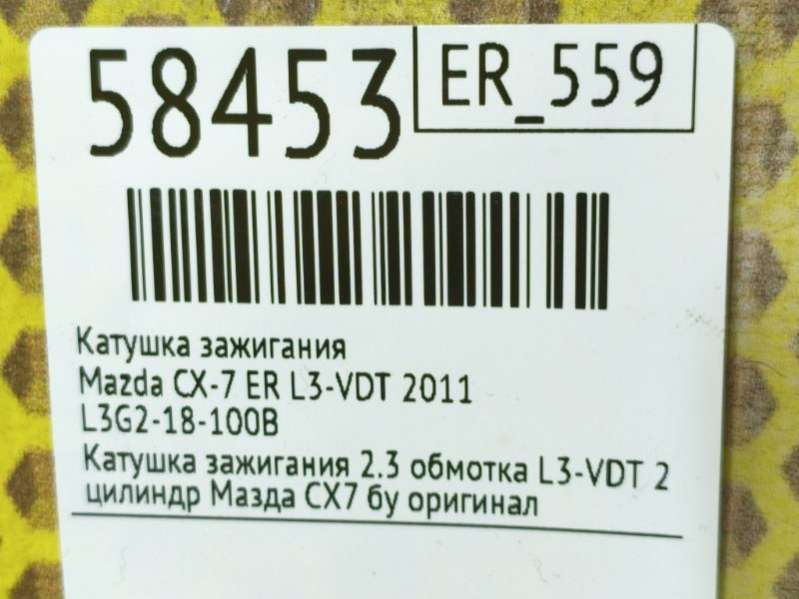 58453
ER_559
Катушка зажигания
Mazda CX-7 ER L3-VDT 2011
L3G2-18-100B
Катушка зажигания 2.3 обмотка L3-VDT 2
цилиндр Мазда CX7 бу оригинал